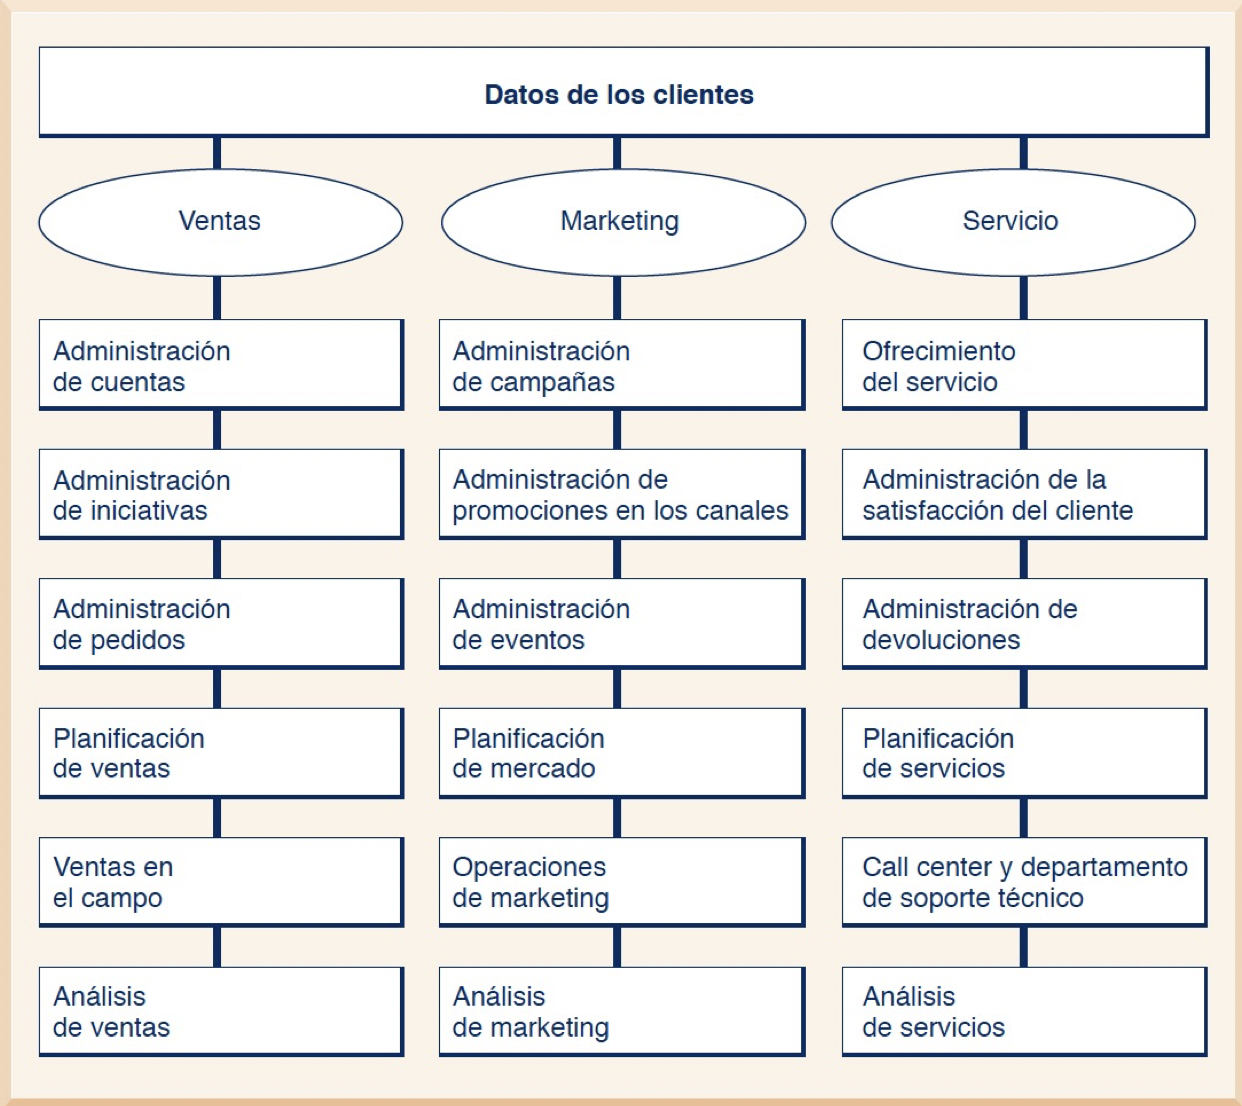 Datos de los clientes
Ventas
Marketing
Servicio
Administración
de cuentas
Administración
de campañas
Ofrecimiento
del servicio
Administración
de iniciativas
Administración de
promociones en los canales
Administración de la
satisfacción del cliente
Administración
de pedidos
Administración
de eventos
Administración de
devoluciones
Planificación
de ventas
Planificación
de mercado
Planificación
de servicios
Ventas en
el campo
Operaciones
de marketing
Call center y departamento
de soporte técnico
Análisis
de ventas
Análisis
de marketing
Análisis
de servicios